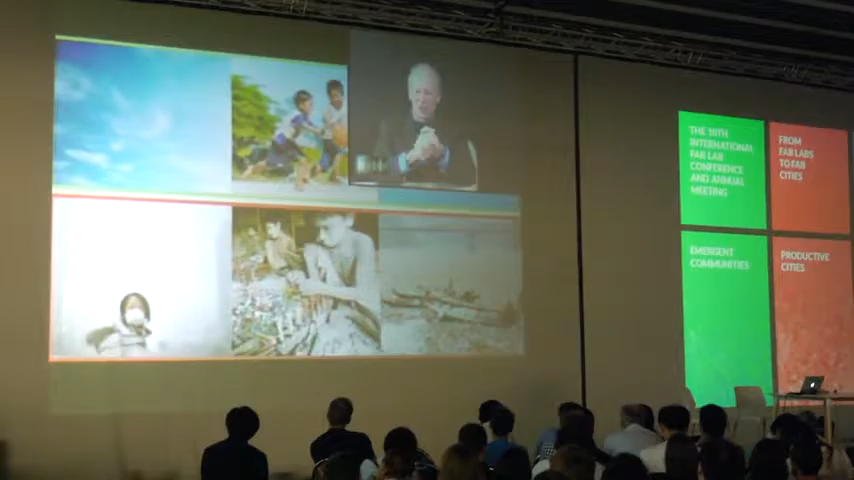 THE 10TH
INTERNATIONAL
FAB LAB
CONFERENCE
AND ANNUAL
MEETING
FROM
FAB LABS
TO FAB
CITIES
EMERGENT
COMMUNITIES
PRODUCTIVE
CITIES